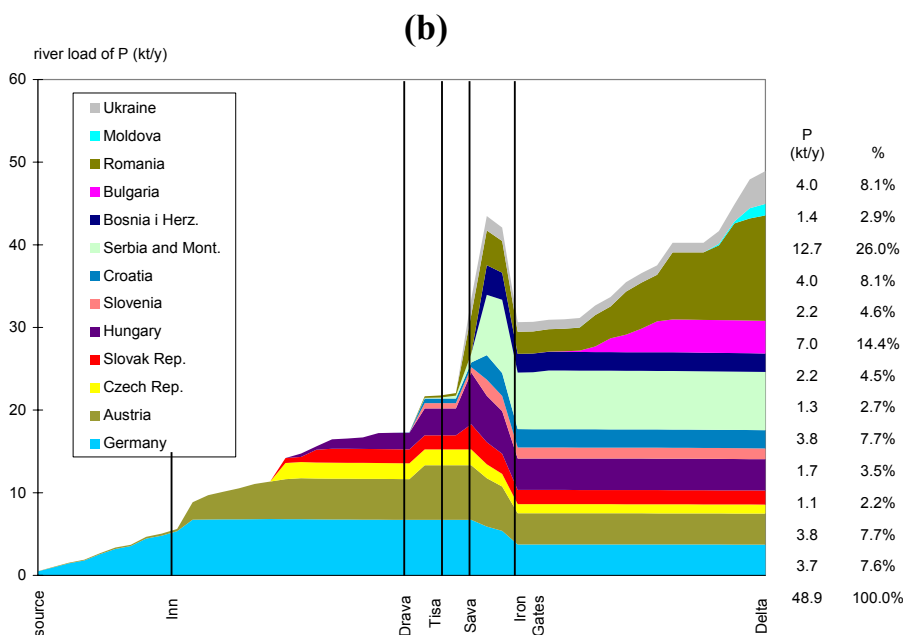 (b)
river load of P (kt/y)
60
50
40
30
20
10
0
Ukraine
Moldova
Romania
Bulgaria
Bosnia i Herz.
Serbia and Mont.
Croatia
Slovenia
Hungary
Slovak Rep.
Czech Rep.
Austria
Germany
source
Inn
Drava
Tisa
Sava
Iron
Gates
Delta
P
(kt/y) %
4.0 8.1%
1.4 2.9%
12.7 26.0%
4.0 8.1%
2.2 4.6%
7.0 14.4%
2.2 4.5%
1.3 2.7%
3.8 7.7%
1.7 3.5%
1.1 2.2%
3.8 7.7%
3.7 7.6%
48.9 100.0%